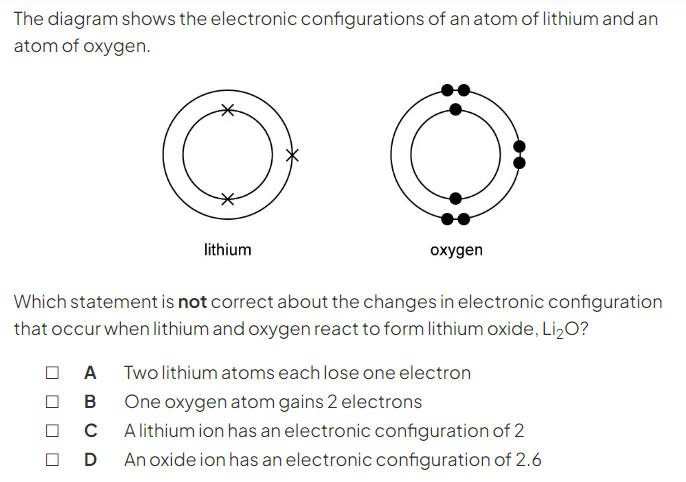 The diagram shows the electronic configurations of an atom of lithium and an
atom of oxygen.
lithium
oxygen
Which statement is not correct about the changes in electronic configuration
that occur when lithium and oxygen react to form lithium oxide, Li₂O?
A Two lithium atoms each lose one electron
B One oxygen atom gains 2 electrons
C A lithium ion has an electronic configuration of 2
D An oxide ion has an electronic configuration of 2.6